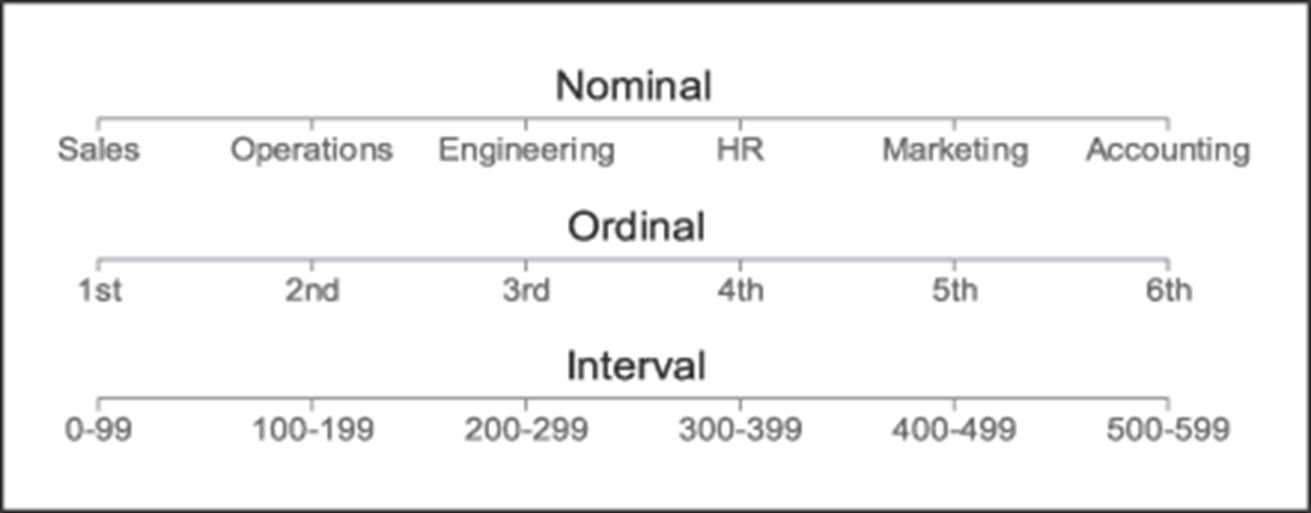 Nominal
Sales Operations Engineering HR Marketing Accounting
Ordinal
1st 2nd 3rd 4th 5th 6th
Interval
0-99 100-199 200-299 300-399 400-499 500-599